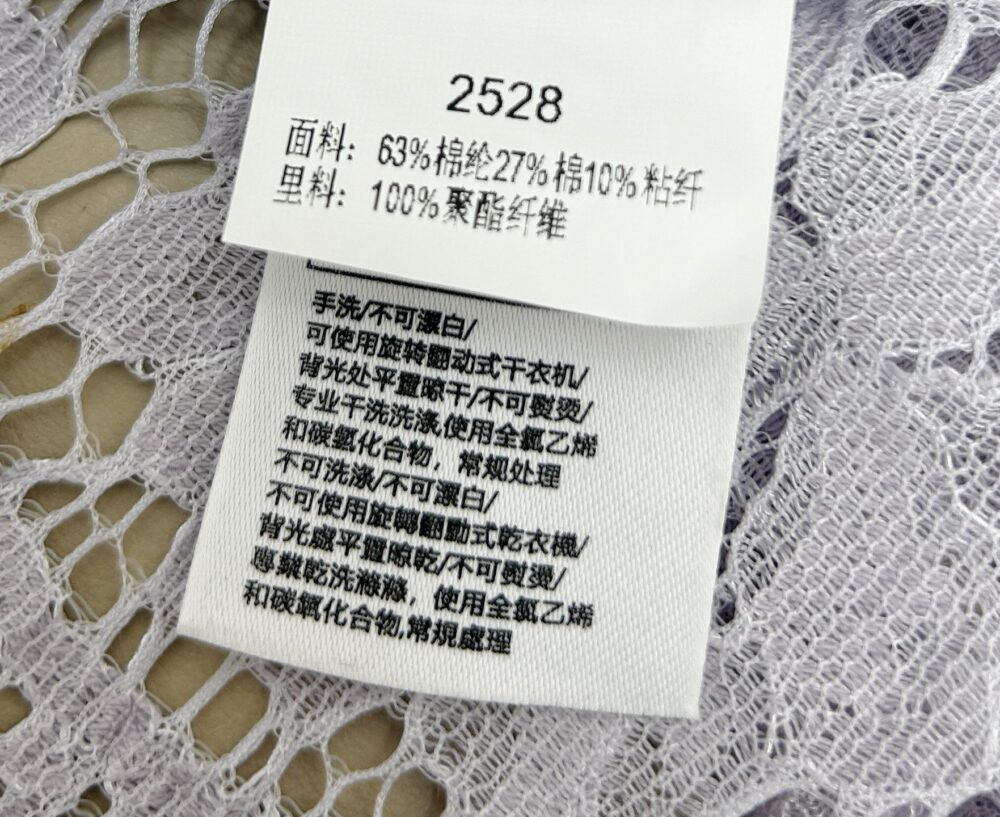 2528
面料：63%棉纶27%棉10%粘纤
里料：100%聚酯纤维
手洗/不可漂白/
可使用旋转翻动式干衣机/
背光处平置晾干/不可熨烫/
专业干洗洗涤,使用全氯乙烯
和碳氢化合物，常规处理
不可洗涤/不可漂白/
不可使用旋轉翻動式乾衣機/
背光處平置晾乾/不可熨燙/
專業乾洗滌，使用全氯乙烯
和碳氫化合物,常規處理